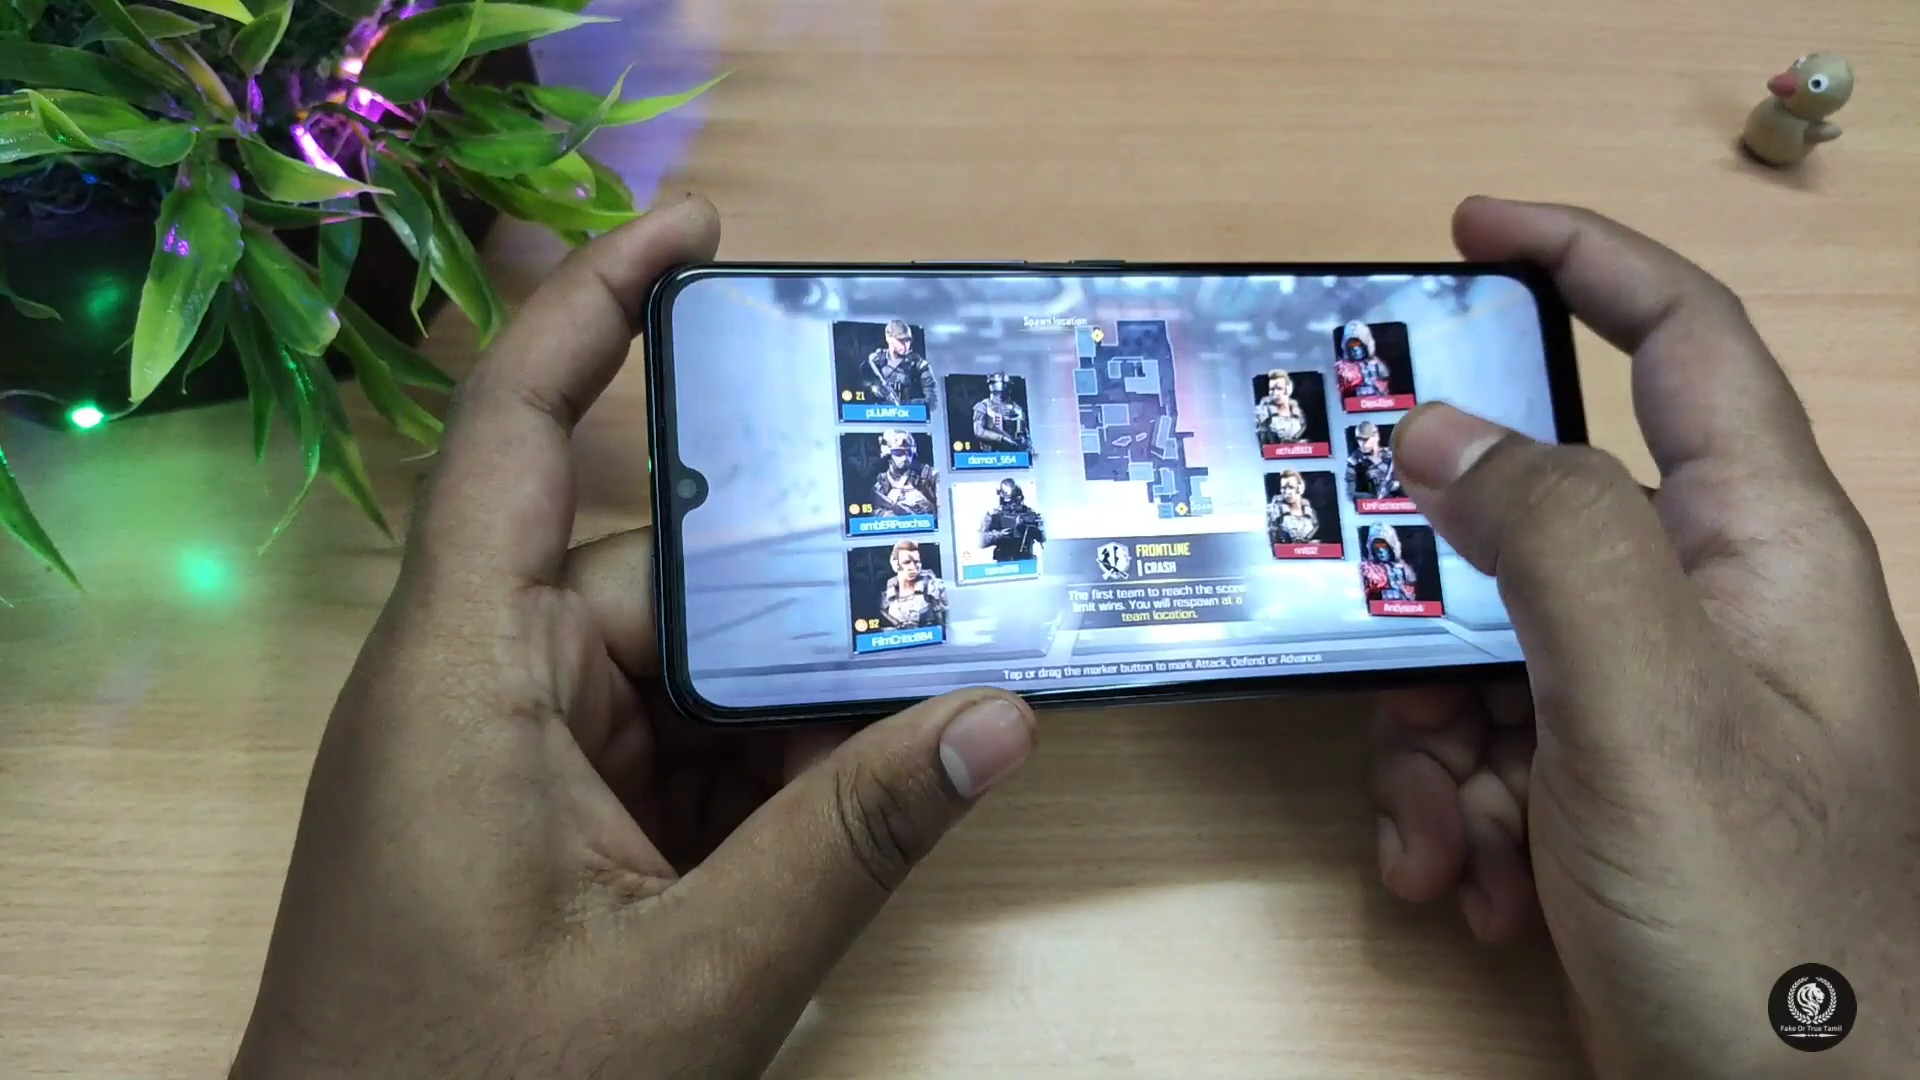 Spawn location
21
pLUMFox
6
demon_554
65
ambERPeaches
92
FilmCritic884
FRONTLINE
CRASH
The first team to reach the score
limit wins. You will respawn at a
team location.
Tap or drag the marker button to mark Attack, Defend or Advance
Fake Or True Tamil